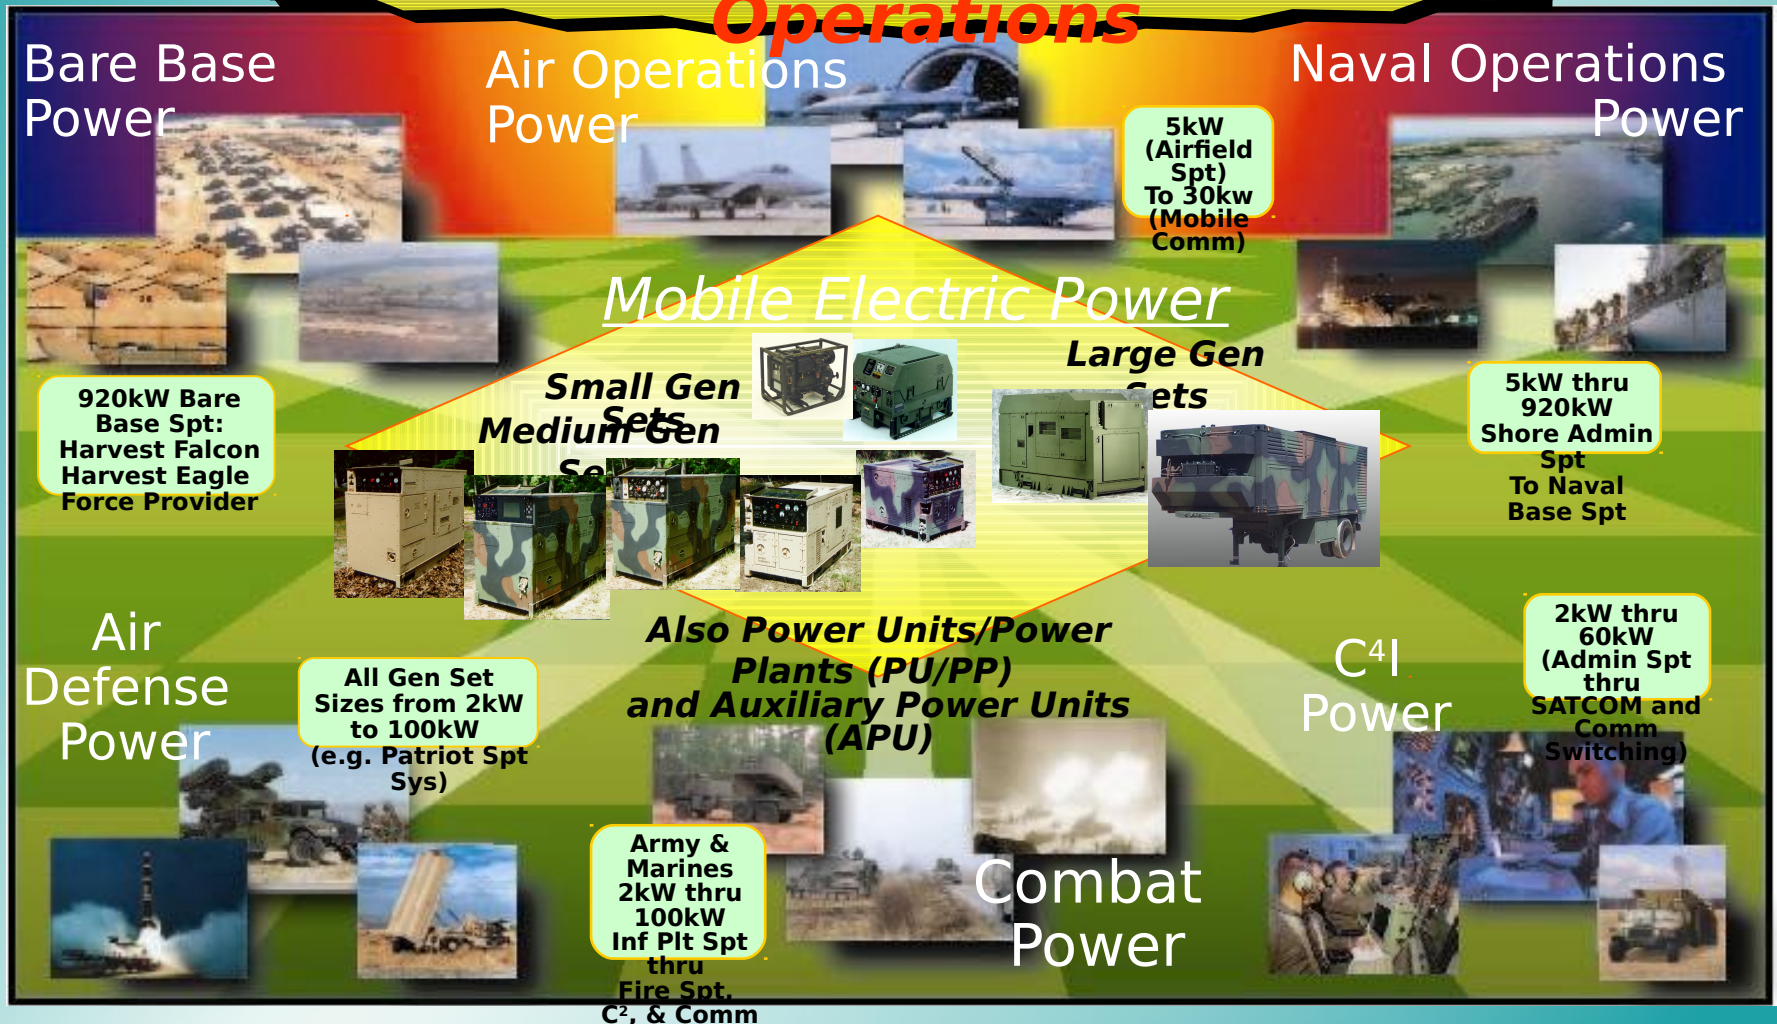 Operations
Bare Base
Power
Air Operations
Power
Naval Operations
Power
5kW
(Airfield
Spt)
To 30kw
(Mobile
Comm)
Mobile Electric Power
Small Gen
Sets
Medium Gen
Large Gen
920kW Bare
Base Spt:
Harvest Falcon
Harvest Eagle
Force Provider
5kW thru
920kW
Shore Admin
Spt
To Naval
Base Spt
Also Power Units/Power
Plants (PU/PP)
and Auxiliary Power Units
(APU)
Air
Defense
Power
All Gen Set
Sizes from 2kW
to 100kW
(e.g. Patriot Spt
Sys)
C⁴I
Power
2kW thru
60kW
(Admin Spt
thru
SATCOM and
Comm
Switching)
Army &
Marines
2kW thru
100kW
Inf Plt Spt
thru
Fire Spt,
C², & Comm
Combat
Power